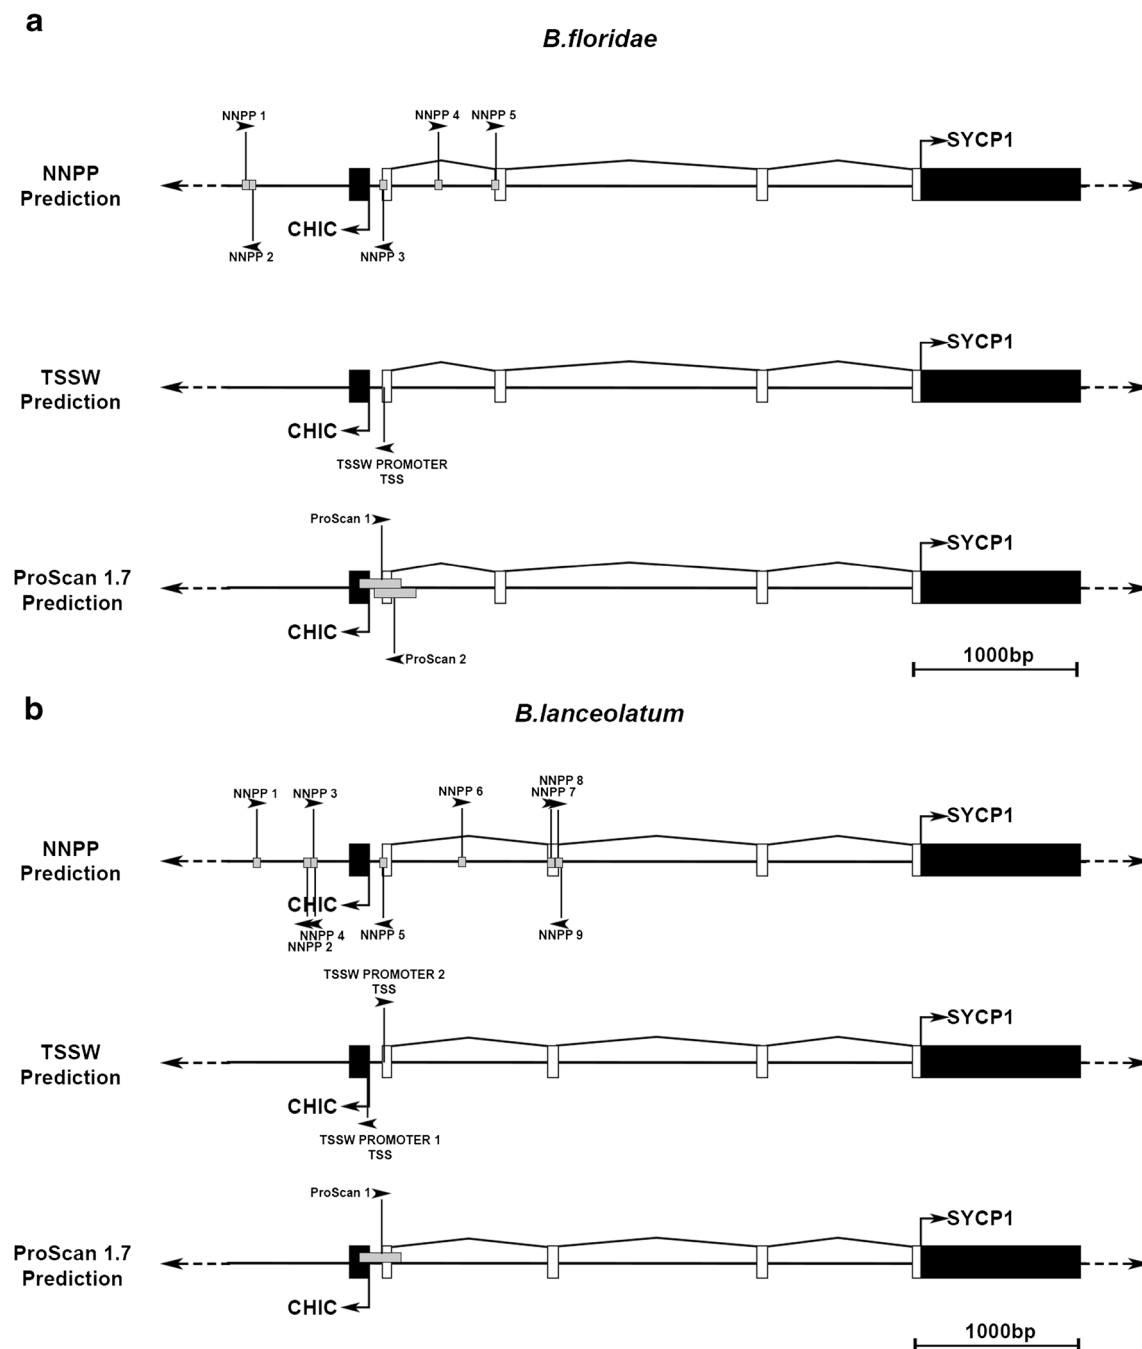 a
B.floridae
NNPP 1
NNPP 4
NNPP 5
SYCP1
NNPP
Prediction
CHIC
NNPP 2
NNPP 3
SYCP1
TSSW
Prediction
CHIC
TSSW PROMOTER
TSS
ProScan 1
SYCP1
ProScan 1.7
Prediction
CHIC
ProScan 2
1000bp
b
B.lanceolatum
NNPP 8
NNPP 1
NNPP 3
NNPP 6
NNPP 7
SYCP1
NNPP
Prediction
CHIC
NNPP 4
NNPP 5
NNPP 9
NNPP 2
TSSW PROMOTER 2
TSS
SYCP1
TSSW
Prediction
CHIC
TSSW PROMOTER 1
TSS
ProScan 1
SYCP1
ProScan 1.7
Prediction
CHIC
1000bp